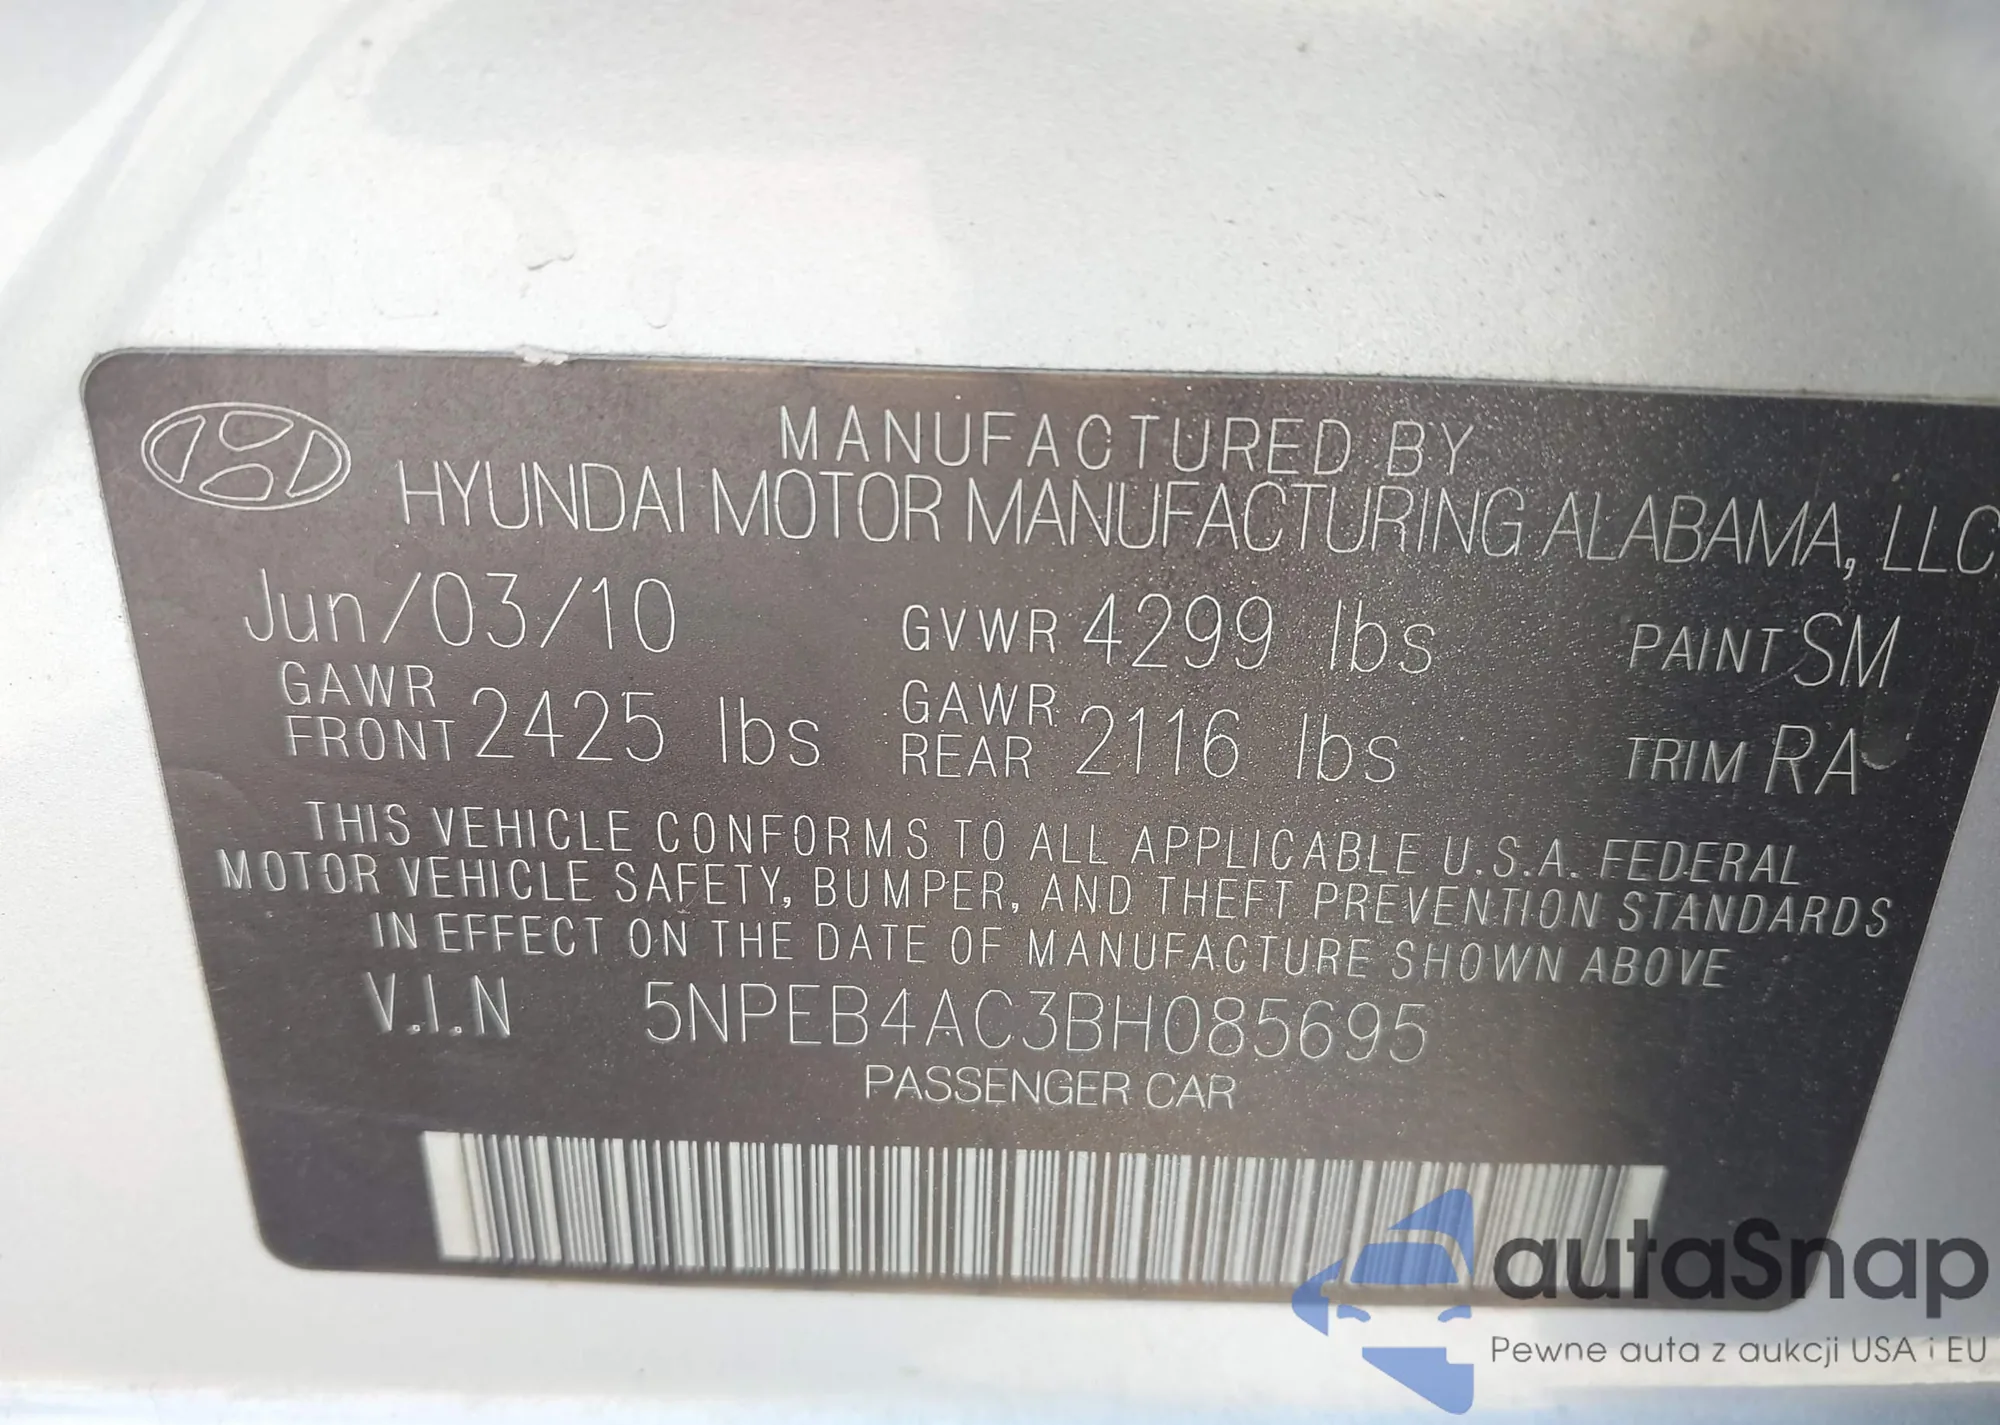 MANUFACTURED BY
HYUNDAI MOTOR MANUFACTURING ALABAMA, LLC
Jun/03/10 GVWR 4299 lbs PAINT SM
GAWR FRONT 2425 lbs GAWR REAR 2116 lbs TRIM RA
THIS VEHICLE CONFORMS TO ALL APPLICABLE U.S.A. FEDERAL
MOTOR VEHICLE SAFETY, BUMPER, AND THEFT PREVENTION STANDARDS
IN EFFECT ON THE DATE OF MANUFACTURE SHOWN ABOVE
V.I.N 5NPEB4AC3BH085695
PASSENGER CAR
autaSnap
Pewne auta z aukcji USA i EU